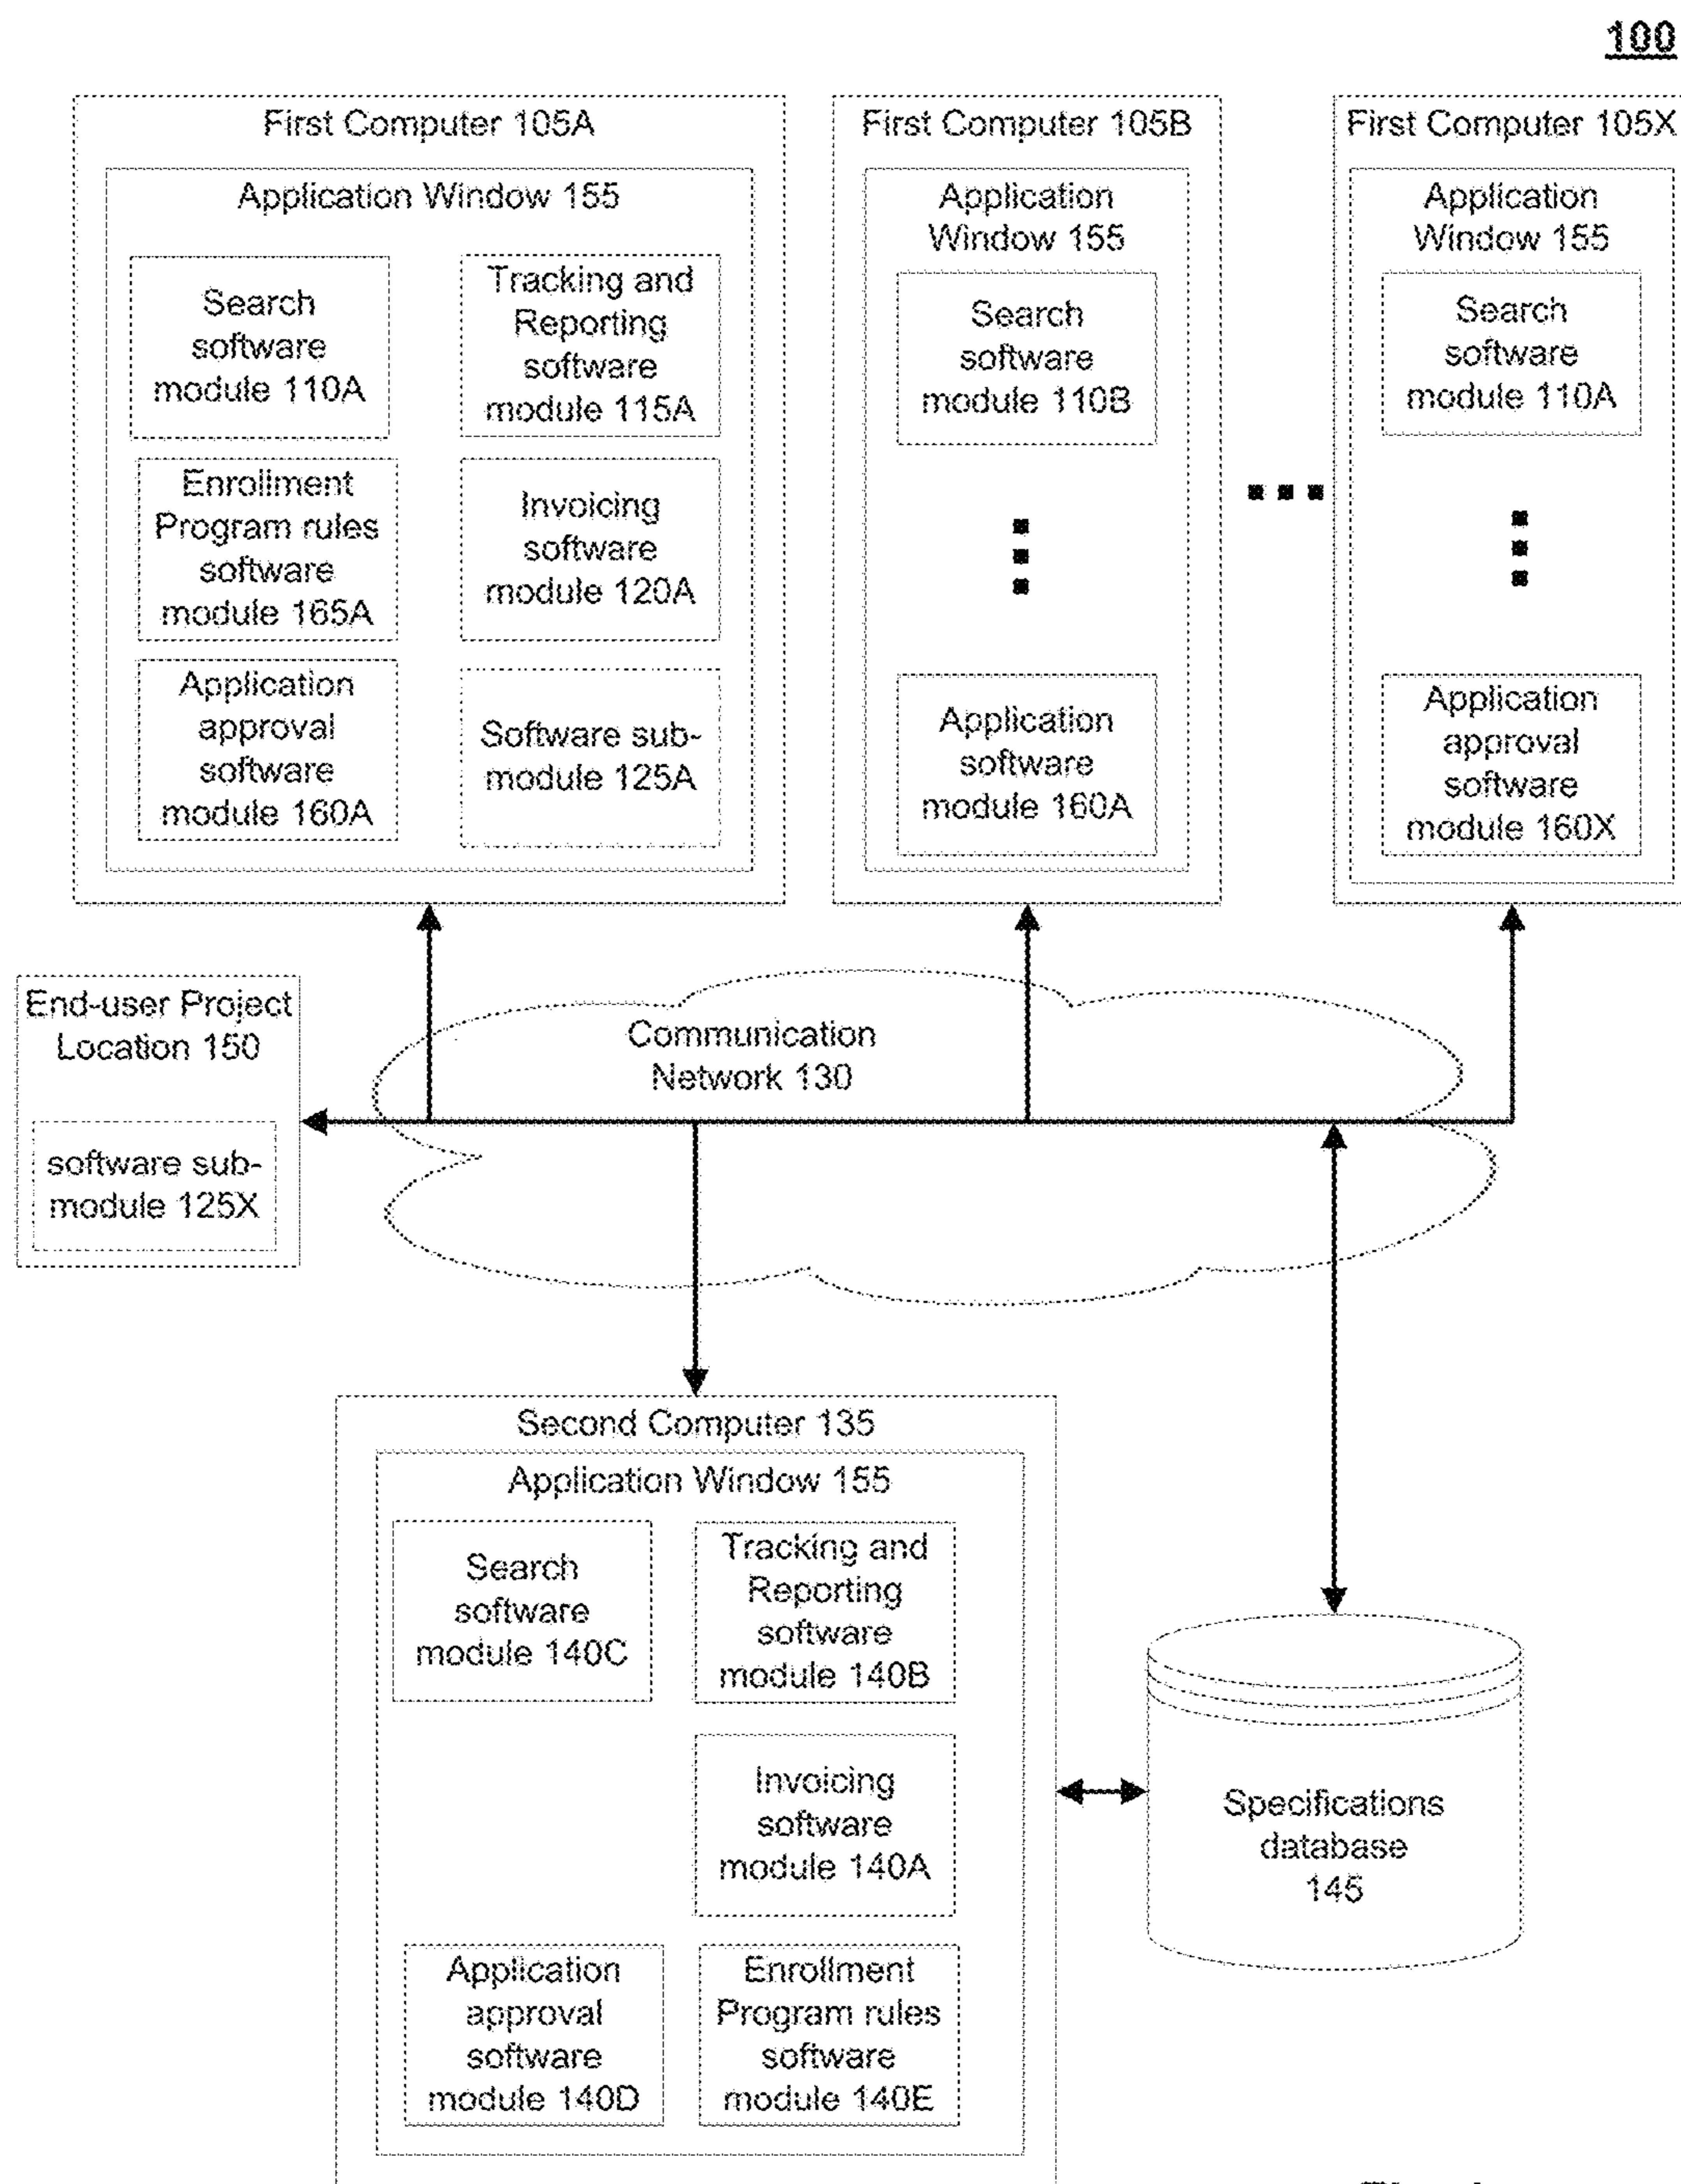 100
First Computer 105A
Application Window 155
Search
software
module 110A
Tracking and
Reporting
software
module 115A
Enrollment
Program rules
software
module 165A
Invoicing
software
module 120A
Application
approval
software
module 160A
Software sub-
module 125A
First Computer 105B
Application
Window 155
Search
software
module 110B
Application
software
module 160A
First Computer 105X
Application
Window 155
Search
software
module 110A
Application
approval
software
module 160X
End-user Project
Location 150
software sub-
module 125X
Communication
Network 130
Second Computer 135
Application Window 155
Search
software
module 140C
Tracking and
Reporting
software
module 140B
Invoicing
software
module 140A
Application
approval
software
module 140D
Enrollment
Program rules
software
module 140E
Specifications
database
145